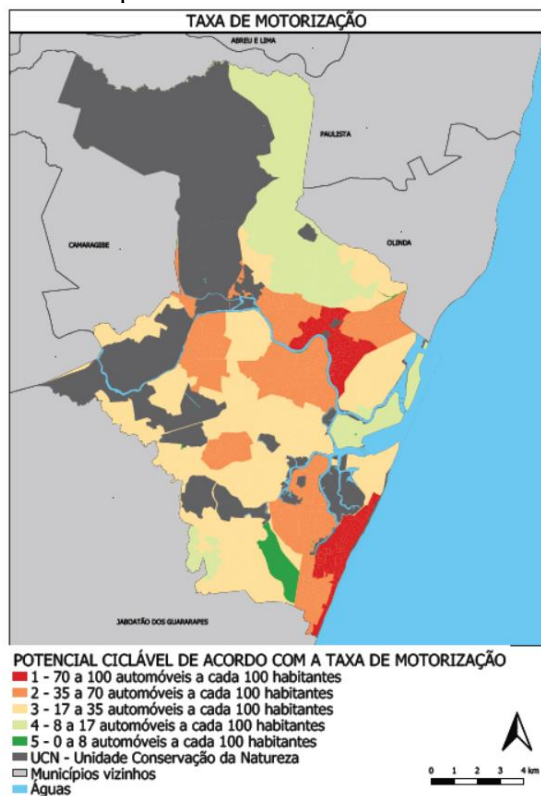 TAXA DE MOTORIZAÇÃO
ABREU E LIMA
PAULISTA
CAMARAGIBE
OLINDA
JABOATÃO DOS GUARARAPES
POTENCIAL CICLÁVEL DE ACORDO COM A TAXA DE MOTORIZAÇÃO
1 - 70 a 100 automóveis a cada 100 habitantes
2 - 35 a 70 automóveis a cada 100 habitantes
3 - 17 a 35 automóveis a cada 100 habitantes
4 - 8 a 17 automóveis a cada 100 habitantes
5 - 0 a 8 automóveis a cada 100 habitantes
UCN - Unidade Conservação da Natureza
Municípios vizinhos
Águas
0 1 2 3 4 km